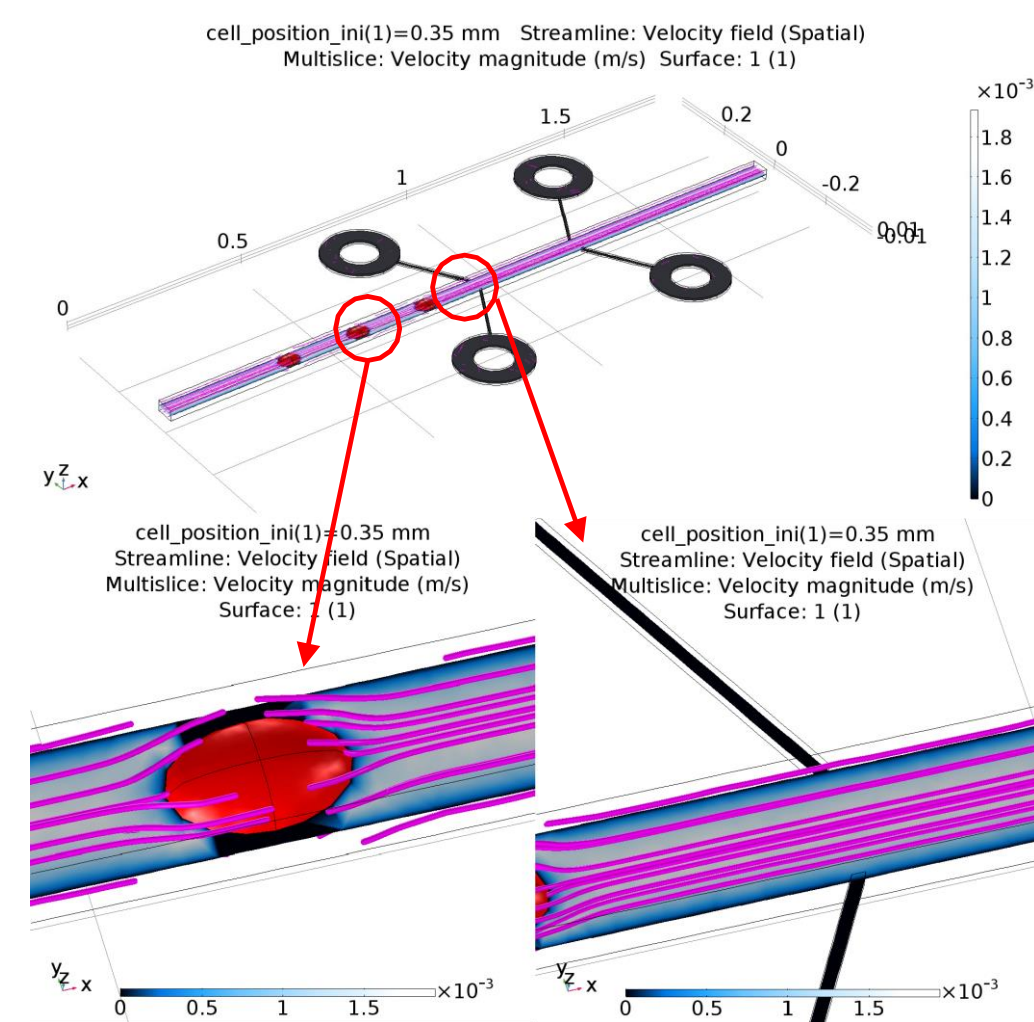 cell_position_ini(1)=0.35 mm Streamline: Velocity field (Spatial)
Multislice: Velocity magnitude (m/s) Surface: 1 (1)
×10⁻³
1.8
1.6
1.4
1.2
1
0.8
0.6
0.4
0.2
0
0
0.5
1
1.5
0.2
0
-0.2
-0.01
y z x
cell_position_ini(1)=0.35 mm
Streamline: Velocity field (Spatial)
Multislice: Velocity magnitude (m/s)
Surface: 1 (1)
y z x
0 0.5 1 1.5 ×10⁻³
cell_position_ini(1)=0.35 mm
Streamline: Velocity field (Spatial)
Multislice: Velocity magnitude (m/s)
Surface: 1 (1)
y z x
0 0.5 1 1.5 ×10⁻³